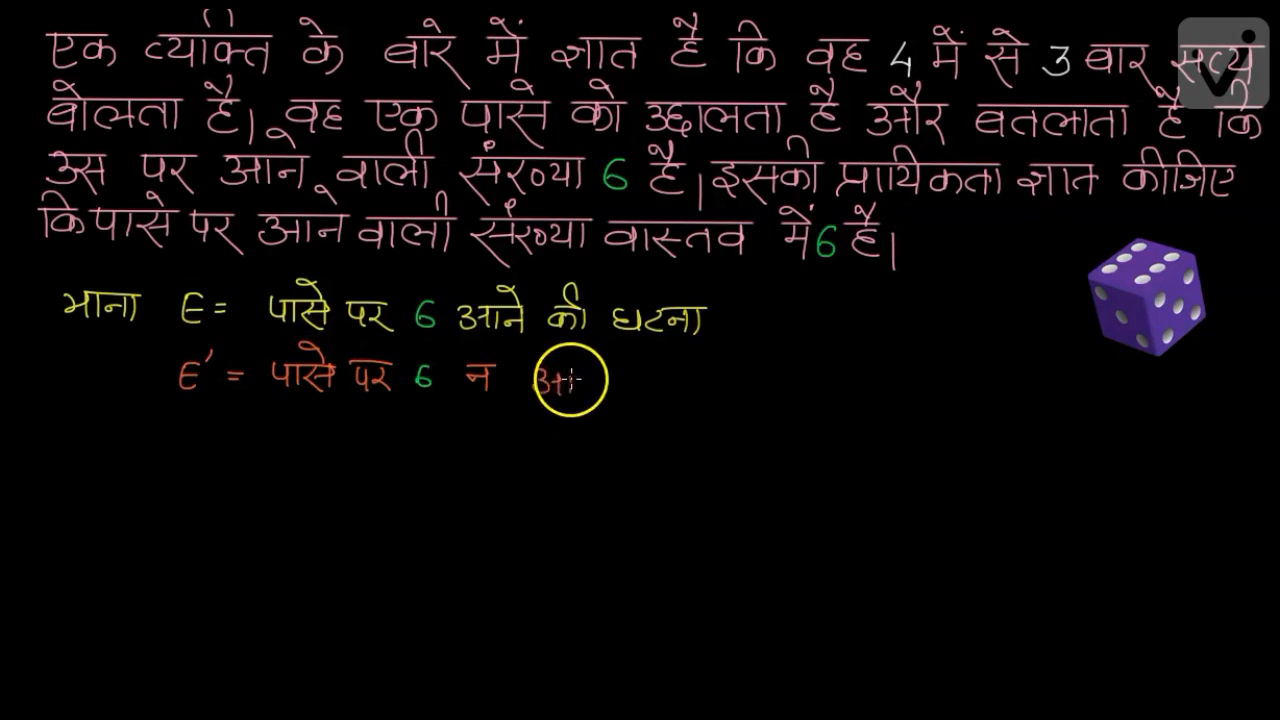 एक व्यक्ति के बारे में ज्ञात है कि वह 4 में से 3 बार सत्य
बोलता है। वह एक पासे को उछालता है और बतलाता है कि
उस पर आने वाली संख्या 6 है। इसकी प्रायिकता ज्ञात कीजिए
कि पासे पर आने वाली संख्या वास्तव में 6 है।
माना E = पासे पर 6 आने की घटना
E' = पासे पर 6 न